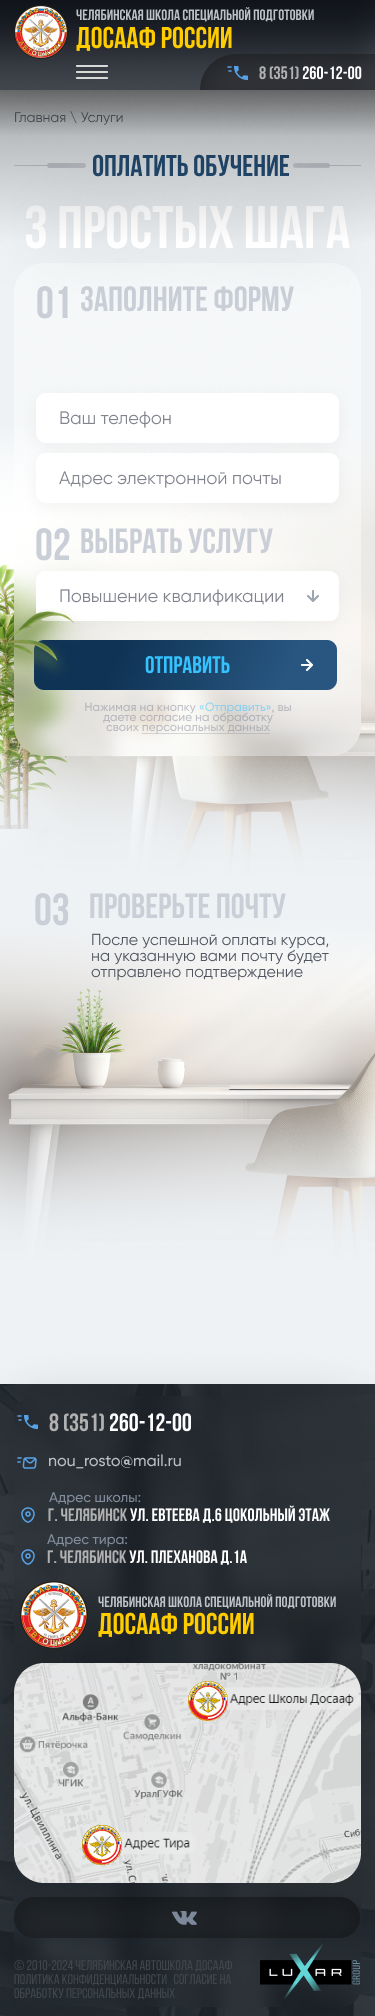 ЧЕЛЯБИНСКАЯ ШКОЛА СПЕЦИАЛЬНОЙ ПОДГОТОВКИ
ДОСААФ РОССИИ
8 (351) 260-12-00
Главная \ Услуги
ОПЛАТИТЬ ОБУЧЕНИЕ
3 ПРОСТЫХ ШАГА
01 ЗАПОЛНИТЕ ФОРМУ
Ваш телефон
Адрес электронной почты
02 ВЫБРАТЬ УСЛУГУ
Повышение квалификации
ОТПРАВИТЬ
Нажимая на кнопку «Отправить», вы
даете согласие на обработку
своих персональных данных
03 ПРОВЕРЬТЕ ПОЧТУ
После успешной оплаты курса,
на указанную вами почту будет
отправлено подтверждение
8 (351) 260-12-00
nou_rosto@mail.ru
Адрес школы:
Г. ЧЕЛЯБИНСК УЛ. ЕВТЕЕВА Д.6 ЦОКОЛЬНЫЙ ЭТАЖ
Адрес тира:
Г. ЧЕЛЯБИНСК УЛ. ПЛЕХАНОВА Д.1А
ЧЕЛЯБИНСКАЯ ШКОЛА СПЕЦИАЛЬНОЙ ПОДГОТОВКИ
ДОСААФ РОССИИ
хладокомбинат
№ 1
Адрес Школы Досааф
Альфа-Банк
Самоделкин
Пятёрочка
ЧГИК
УралГУФК
ул. Цвиллинга
Сиб
Адрес Тира
© 2010-2024 ЧЕЛЯБИНСКАЯ АВТОШКОЛА ДОСААФ
ПОЛИТИКА КОНФИДЕНЦИАЛЬНОСТИ СОГЛАСИЕ НА
ОБРАБОТКУ ПЕРСОНАЛЬНЫХ ДАННЫХ
LUXAR
GROUP